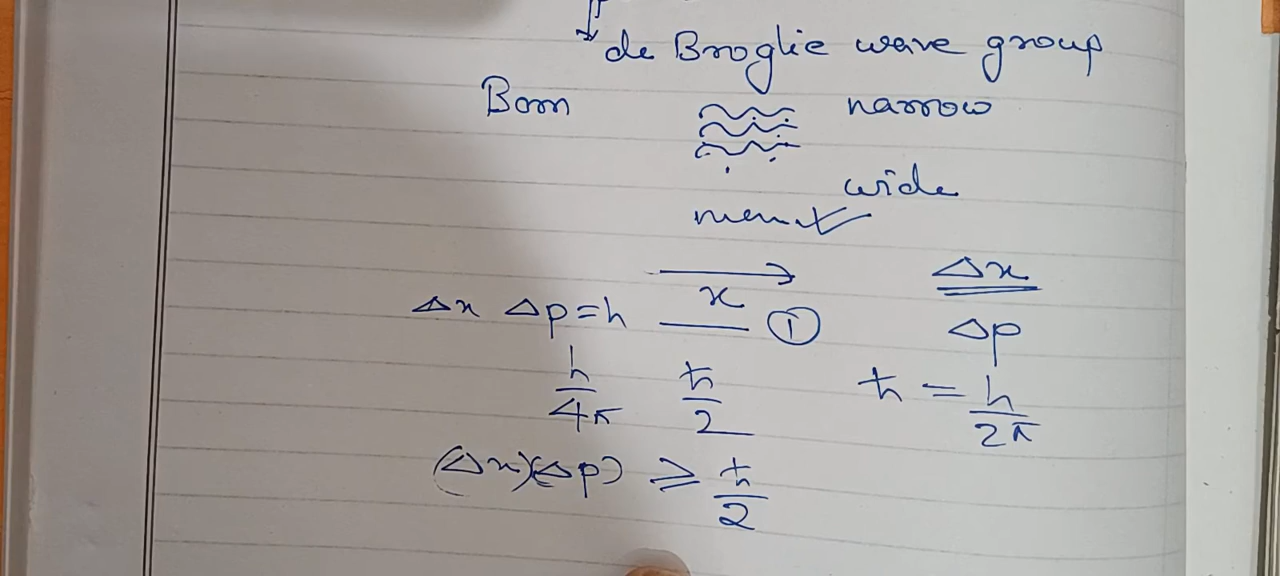 de Broglie wave group
Born narrow
wide
Δx
x
Δx Δp = h — ①
Δp
h/4π ħ/2 ħ = h/2π
(Δx)(Δp) ≥ ħ/2